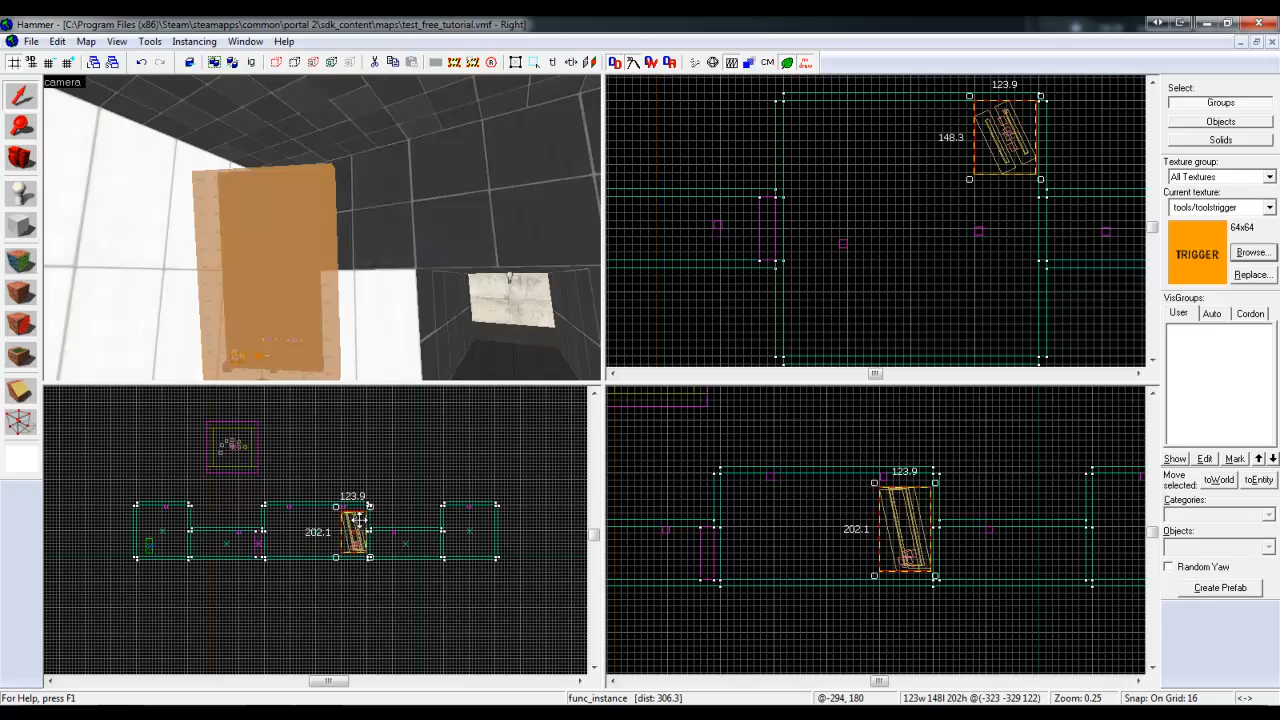 Hammer - [C:\Program Files (x86)\Steam\steamapps\common\portal 2\sdk_content\maps\test_free_tutorial.vmf - Right]
File Edit Map View Tools Instancing Window Help
camera
123.9
148.3
123.9
202.1
123.9
202.1
Select:
Groups
Objects
Solids
Texture group:
All Textures
Current texture:
tools/toolstrigger
TRIGGER
64x64
Browse...
Replace...
VisGroups:
User Auto Cordon
Show Edit Mark
Move selected:
toWorld toEntity
Categories:
Objects:
Random Yaw
Create Prefab
For Help, press F1
func_instance [dist: 306.3]
@-294, 180
123w 148l 202h @(-323 -329 122)
Zoom: 0.25
Snap: On Grid: 16
<->